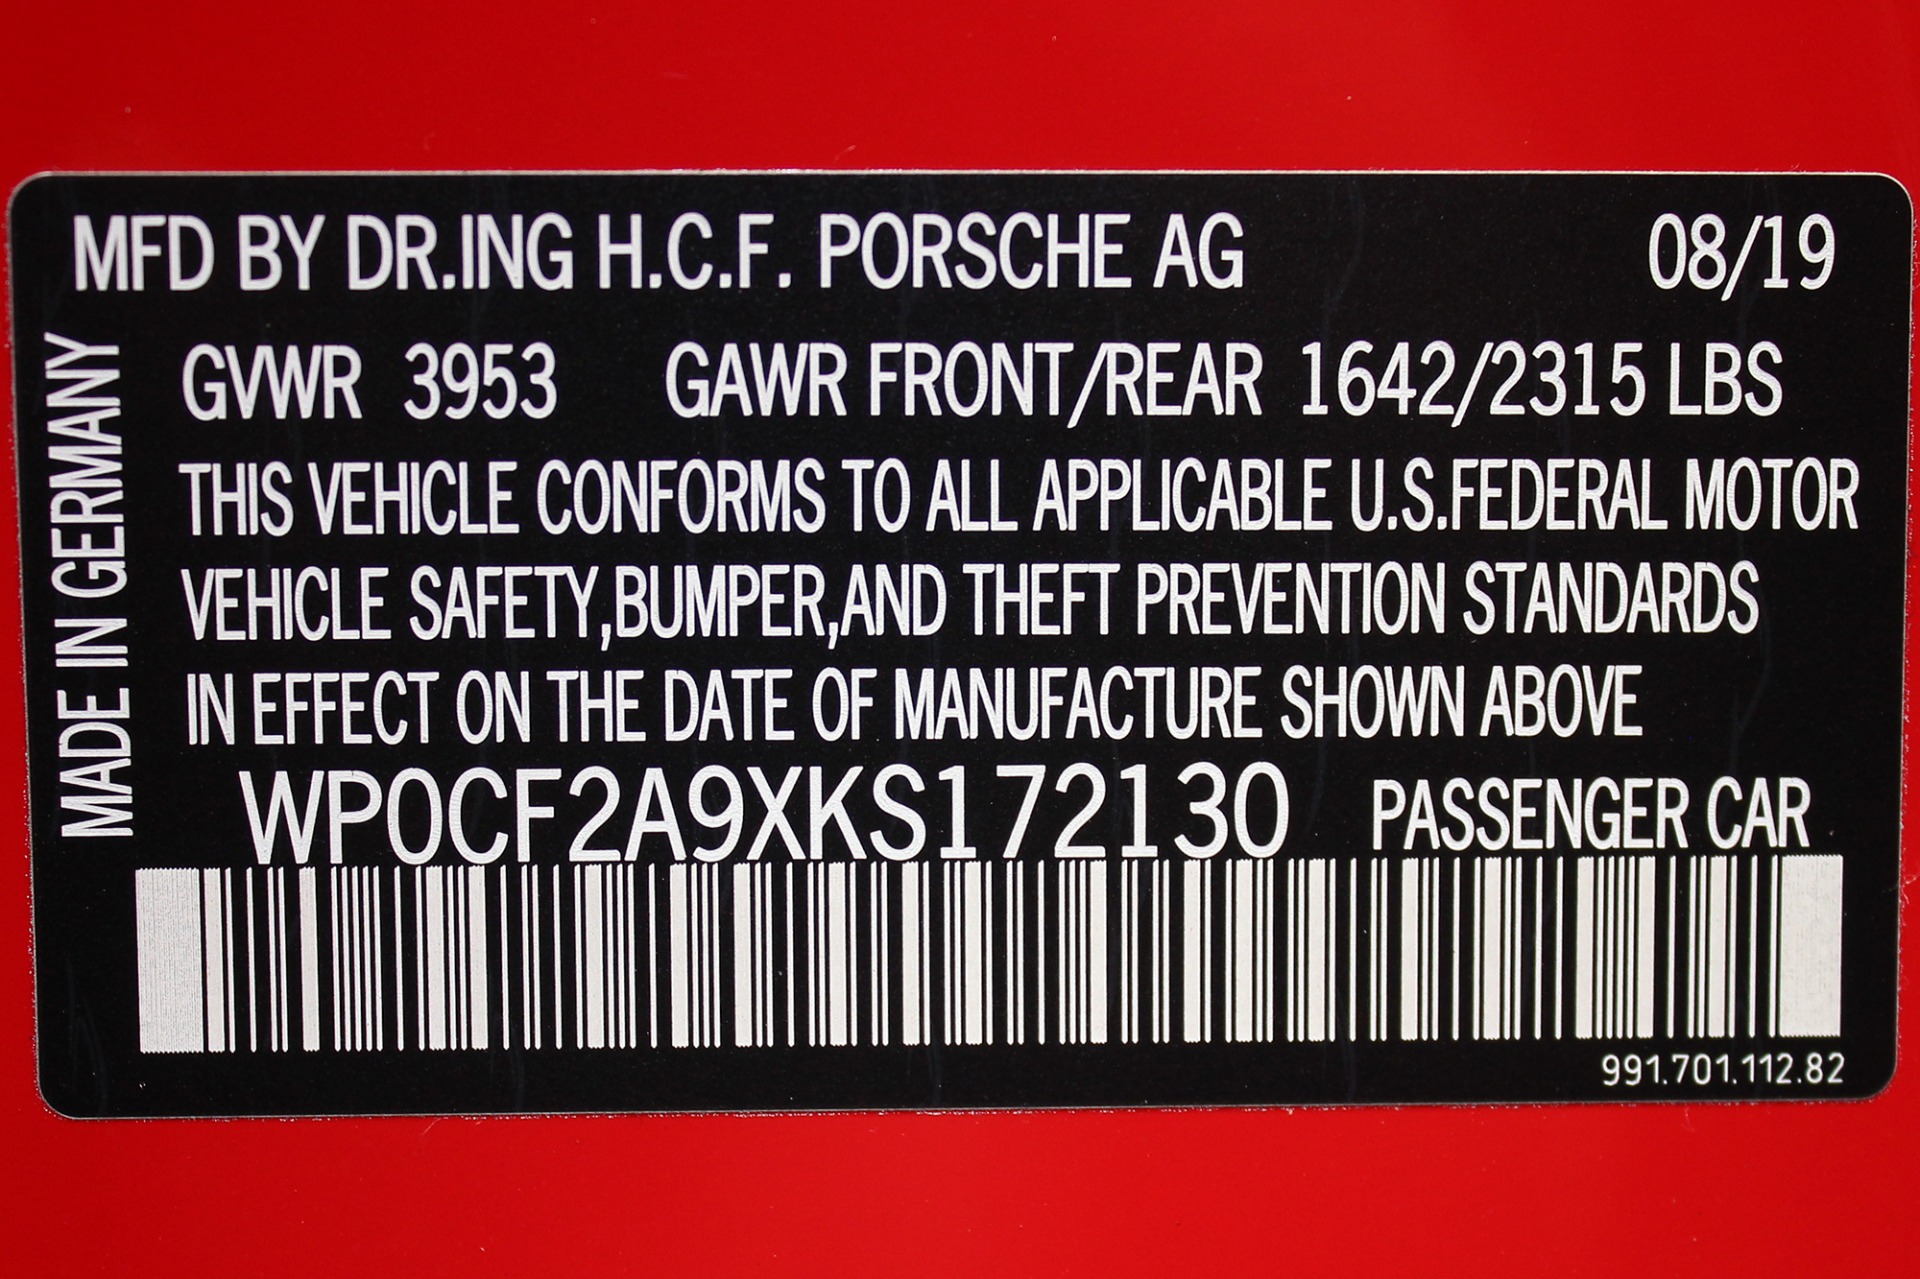 MFD BY DR.ING H.C.F. PORSCHE AG 08/19
MADE IN GERMANY
GVWR 3953 GAWR FRONT/REAR 1642/2315 LBS
THIS VEHICLE CONFORMS TO ALL APPLICABLE U.S.FEDERAL MOTOR
VEHICLE SAFETY,BUMPER,AND THEFT PREVENTION STANDARDS
IN EFFECT ON THE DATE OF MANUFACTURE SHOWN ABOVE
WP0CF2A9XKS172130 PASSENGER CAR
991.701.112.82